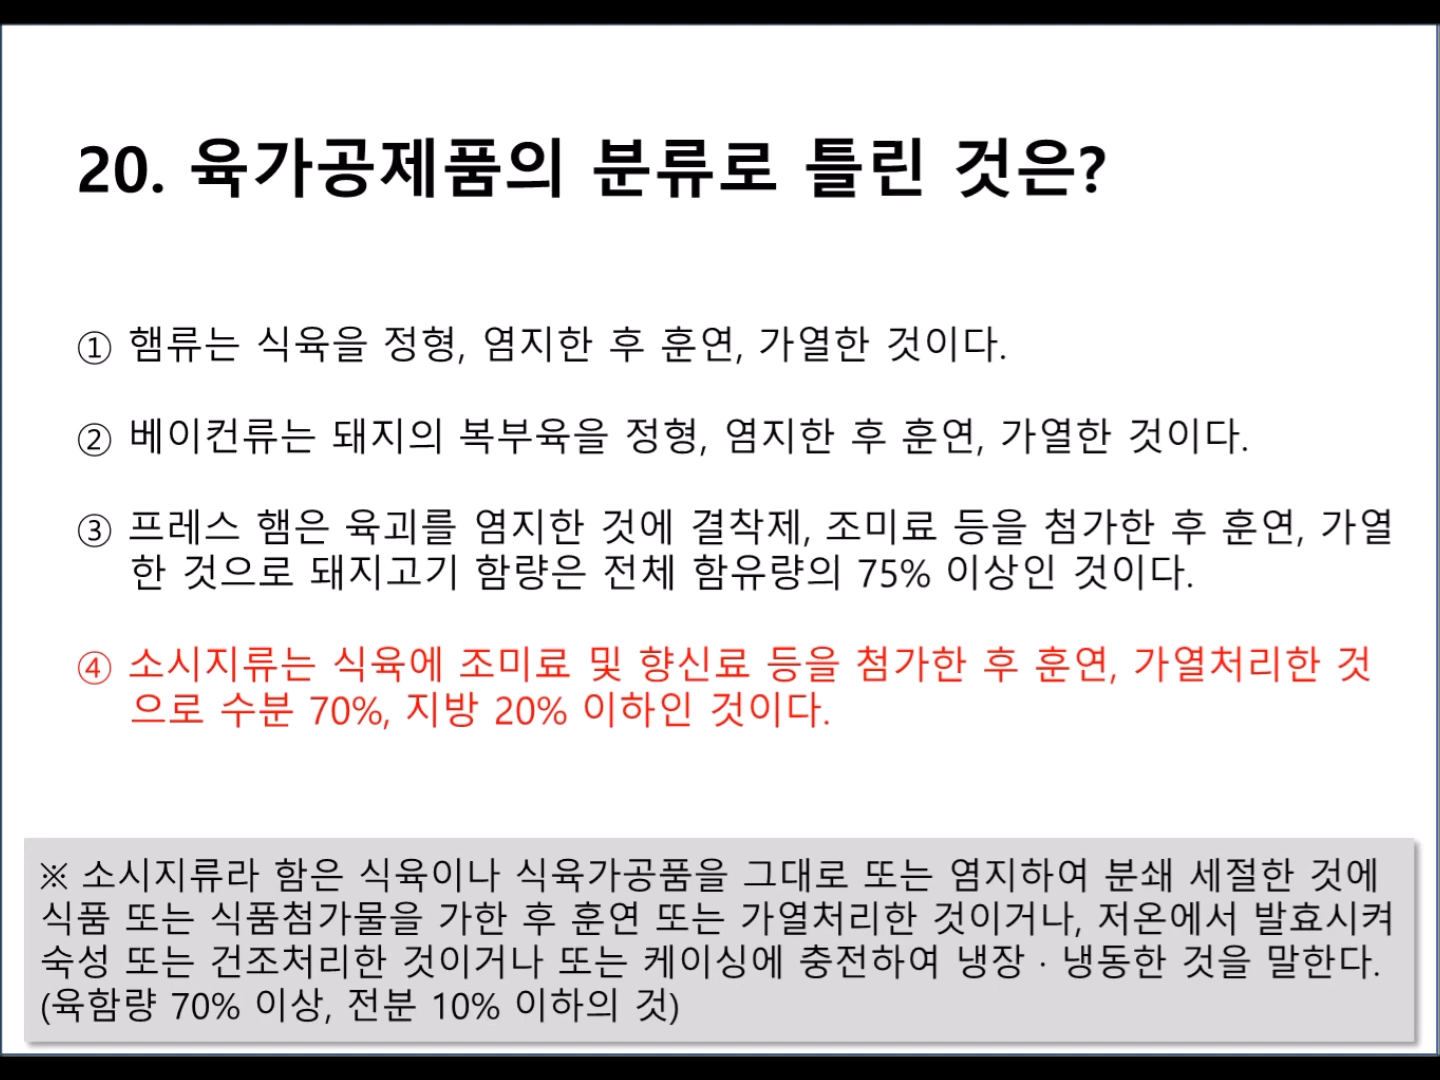 20. 육가공제품의 분류로 틀린 것은?
① 햄류는 식육을 정형, 염지한 후 훈연, 가열한 것이다.
② 베이컨류는 돼지의 복부육을 정형, 염지한 후 훈연, 가열한 것이다.
③ 프레스 햄은 육괴를 염지한 것에 결착제, 조미료 등을 첨가한 후 훈연, 가열
한 것으로 돼지고기 함량은 전체 함유량의 75% 이상인 것이다.
④ 소시지류는 식육에 조미료 및 향신료 등을 첨가한 후 훈연, 가열처리한 것
으로 수분 70%, 지방 20% 이하인 것이다.
※ 소시지류라 함은 식육이나 식육가공품을 그대로 또는 염지하여 분쇄 세절한 것에
식품 또는 식품첨가물을 가한 후 훈연 또는 가열처리한 것이거나, 저온에서 발효시켜
숙성 또는 건조처리한 것이거나 또는 케이싱에 충전하여 냉장 · 냉동한 것을 말한다.
(육함량 70% 이상, 전분 10% 이하의 것)